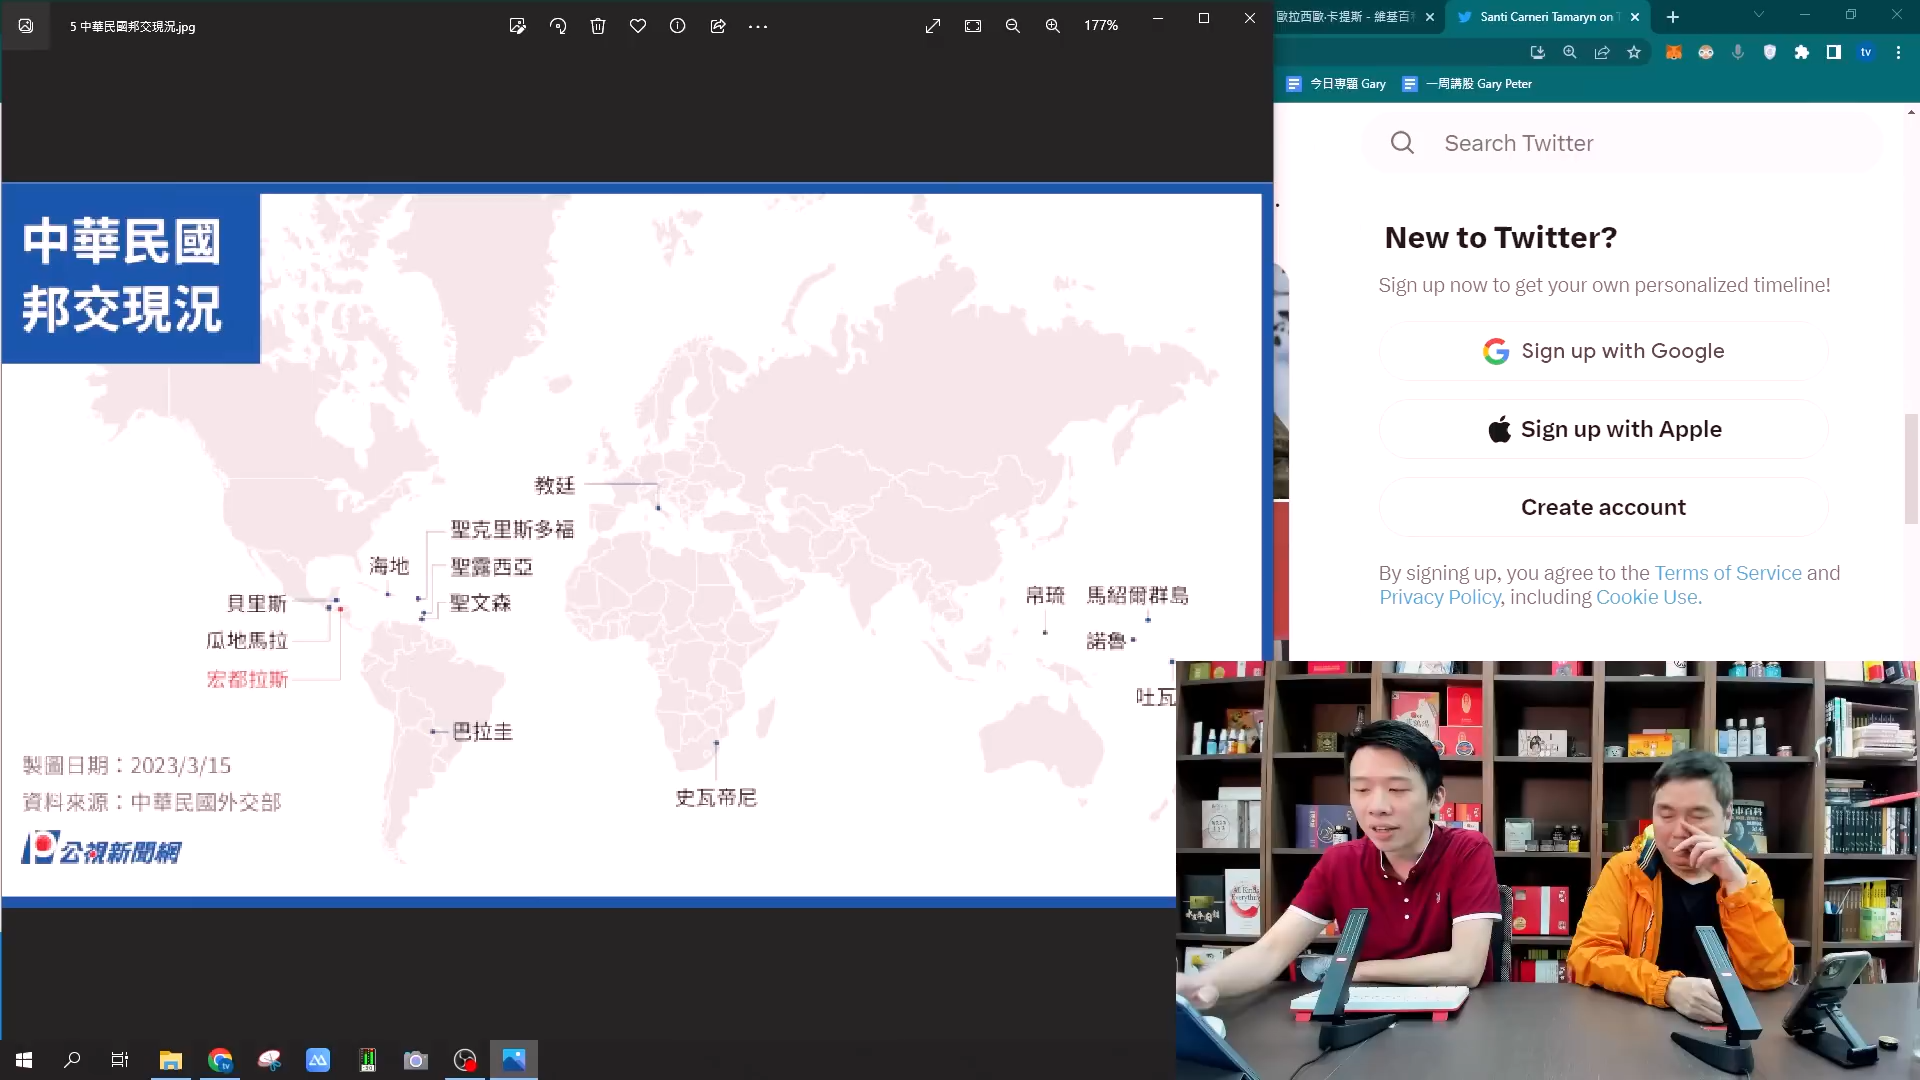 5 中華民國邦交現況.jpg
177%
歐拉西歐·卡提斯 - 維基百
Santi Carneri Tamaryn on T
tv
今日專題 Gary
一周講股 Gary Peter
Search Twitter
New to Twitter?
Sign up now to get your own personalized timeline!
Sign up with Google
Sign up with Apple
Create account
By signing up, you agree to the Terms of Service and
Privacy Policy, including Cookie Use.
中華民國
邦交現況
教廷
聖克里斯多福
海地
聖露西亞
貝里斯
聖文森
瓜地馬拉
宏都拉斯
巴拉圭
史瓦帝尼
帛琉
馬紹爾群島
諾魯
吐瓦
製圖日期：2023/3/15
資料來源：中華民國外交部
公視新聞網